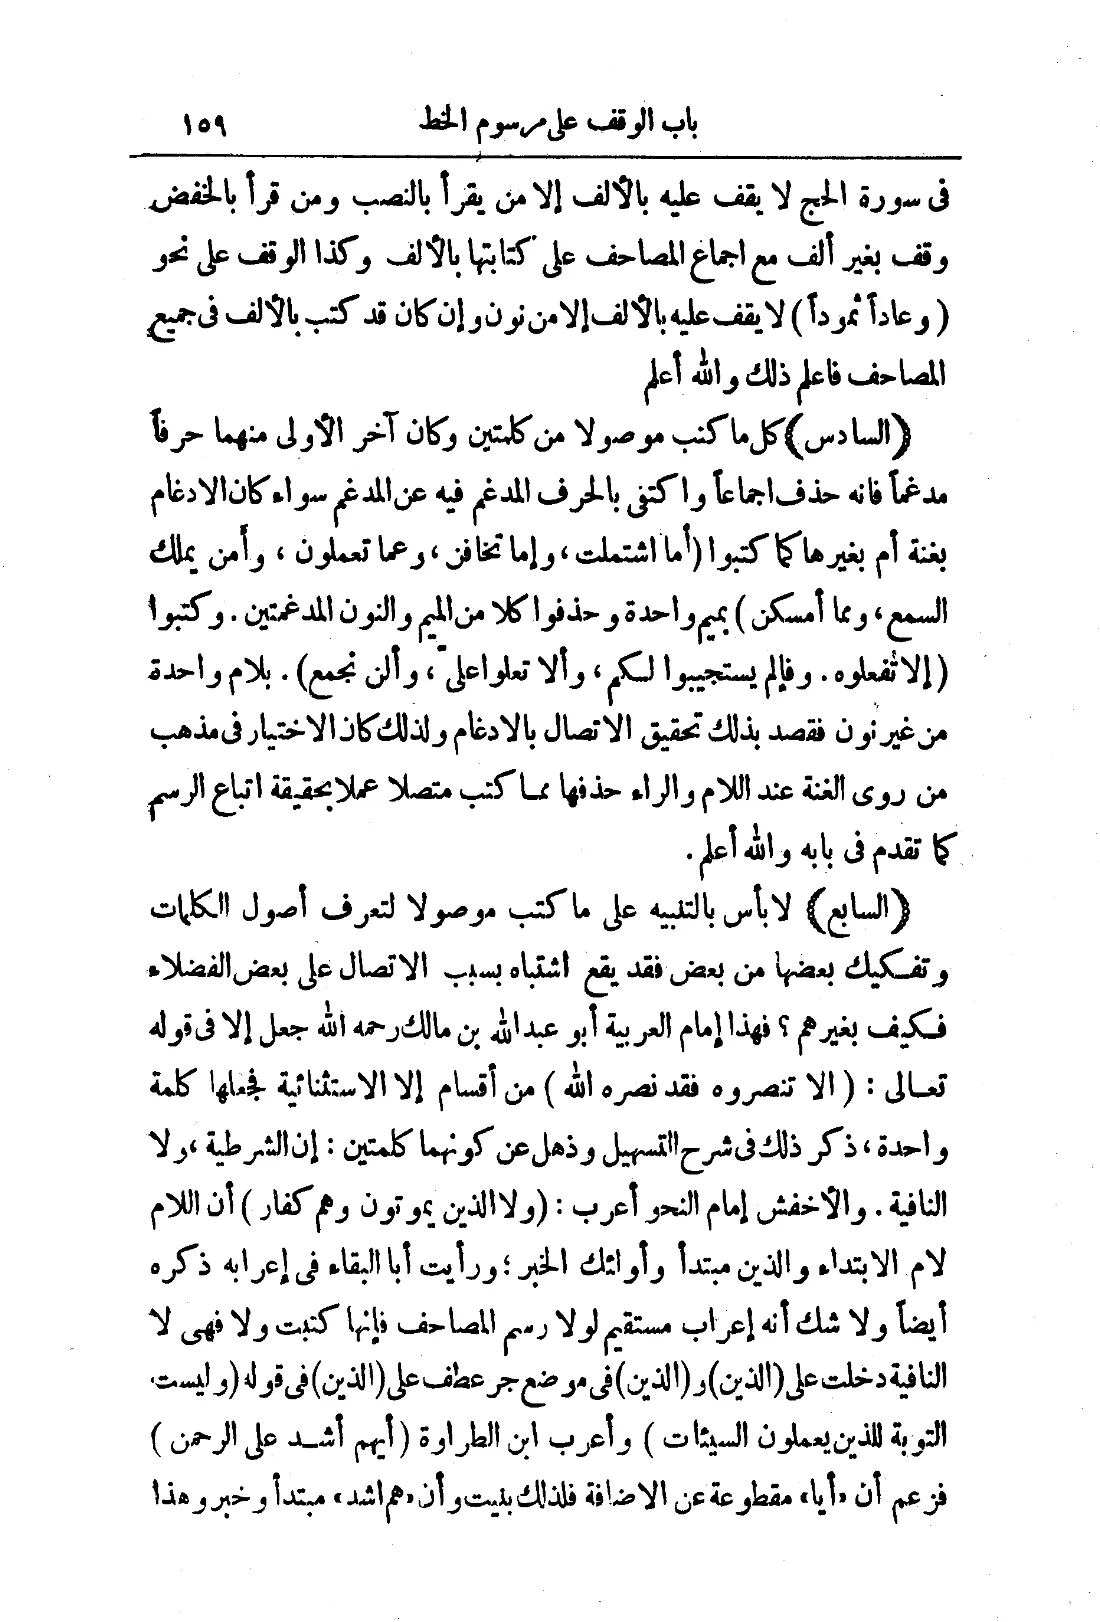 باب الوقف على مرسوم الخط ١٥٩
فى سورة الحج لا يقف عليه بالألف إلا من يقرأ بالنصب ومن قرأ بالخفض
وقف بغير ألف مع اجماع المصاحف على كتابتها بالألف وكذا الوقف على نحو
(وعاداً ثموداً) لا يقف عليه بالألف إلا من نون وإن كان قد كتب بالألف فى جميع
المصاحف فاعلم ذلك والله أعلم
(السادس) كل ما كتب موصولا من كلمتين وكان آخر الأولى منهما حرفاً
مدغماً فانه حذف اجماعاً واكتفى بالحرف المدغم فيه عن المدغم سواء كان الادغام
بغنة أم بغيرها كما كتبوا (أما اشتملت، وإما تخافن، وعما تعملون، وأمن يملك
السمع، ومما أمسكن) بميم واحدة وحذفوا كلا من الميم والنون المدغمتين. وكتبوا
(إلا تفعلوه. وفإلم يستجيبوا لكم، وألا تعلوا على، وألن نجمع). بلام واحدة
من غير نون فقصد بذلك تحقيق الاتصال بالادغام ولذلك كان الاختيار فى مذهب
من روى الغنة عند اللام والراء حذفها مما كتب متصلا عملا بحقيقة اتباع الرسم
كما تقدم فى بابه والله أعلم.
(السابع) لا بأس بالتنبيه على ما كتب موصولا لتعرف أصول الكلمات
وتفكيك بعضها من بعض فقد يقع اشتباه بسبب الاتصال على بعض الفضلاء
فكيف بغيرهم؟ فهذا إمام العربية أبو عبدالله بن مالك رحمه الله جعل إلا فى قوله
تعالى: (الا تنصروه فقد نصره الله) من أقسام إلا الاستثنائية فجعلها كلمة
واحدة، ذكر ذلك فى شرح التسهيل وذهل عن كونهما كلمتين: إن الشرطية، ولا
النافية. والأخفش إمام النحو أعرب: (ولا الذين يموتون وهم كفار) أن اللام
لام الابتداء والذين مبتدأ وأولئك الخبر؛ ورأيت أبا البقاء فى إعرابه ذكره
أيضاً ولا شك أنه إعراب مستقيم لولا رسم المصاحف فإنها كتبت ولا فهى لا
النافية دخلت على (الذين) و(الذين) فى موضع جر عطف على (الذين) فى قوله (وليست
التوبة للذين يعملون السيئات) وأعرب ابن الطراوة (أيهم أشد على الرحمن)
فزعم أن «أيا» مقطوعة عن الاضافة فلذلك بنيت وأن «هم اشد» مبتدأ وخبر وهذا